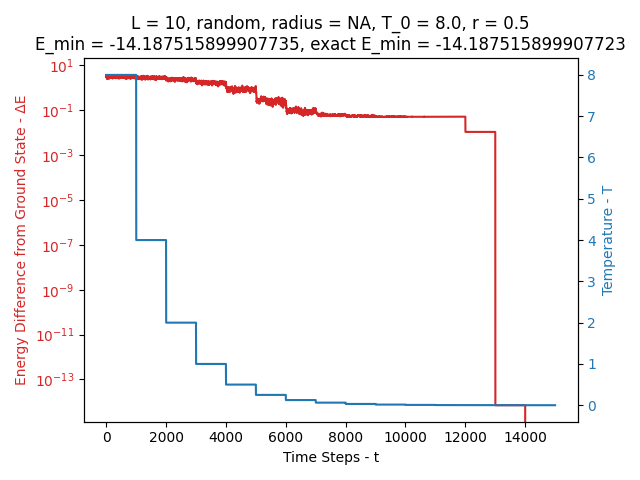 L = 10, random, radius = NA, T_0 = 8.0, r = 0.5
E_min = -14.187515899907735, exact E_min = -14.187515899907723
Energy Difference from Ground State - ΔE
10^1
10^-1
10^-3
10^-5
10^-7
10^-9
10^-11
10^-13
8
7
6
5
4
3
2
1
0
Temperature - T
0 2000 4000 6000 8000 10000 12000 14000
Time Steps - t